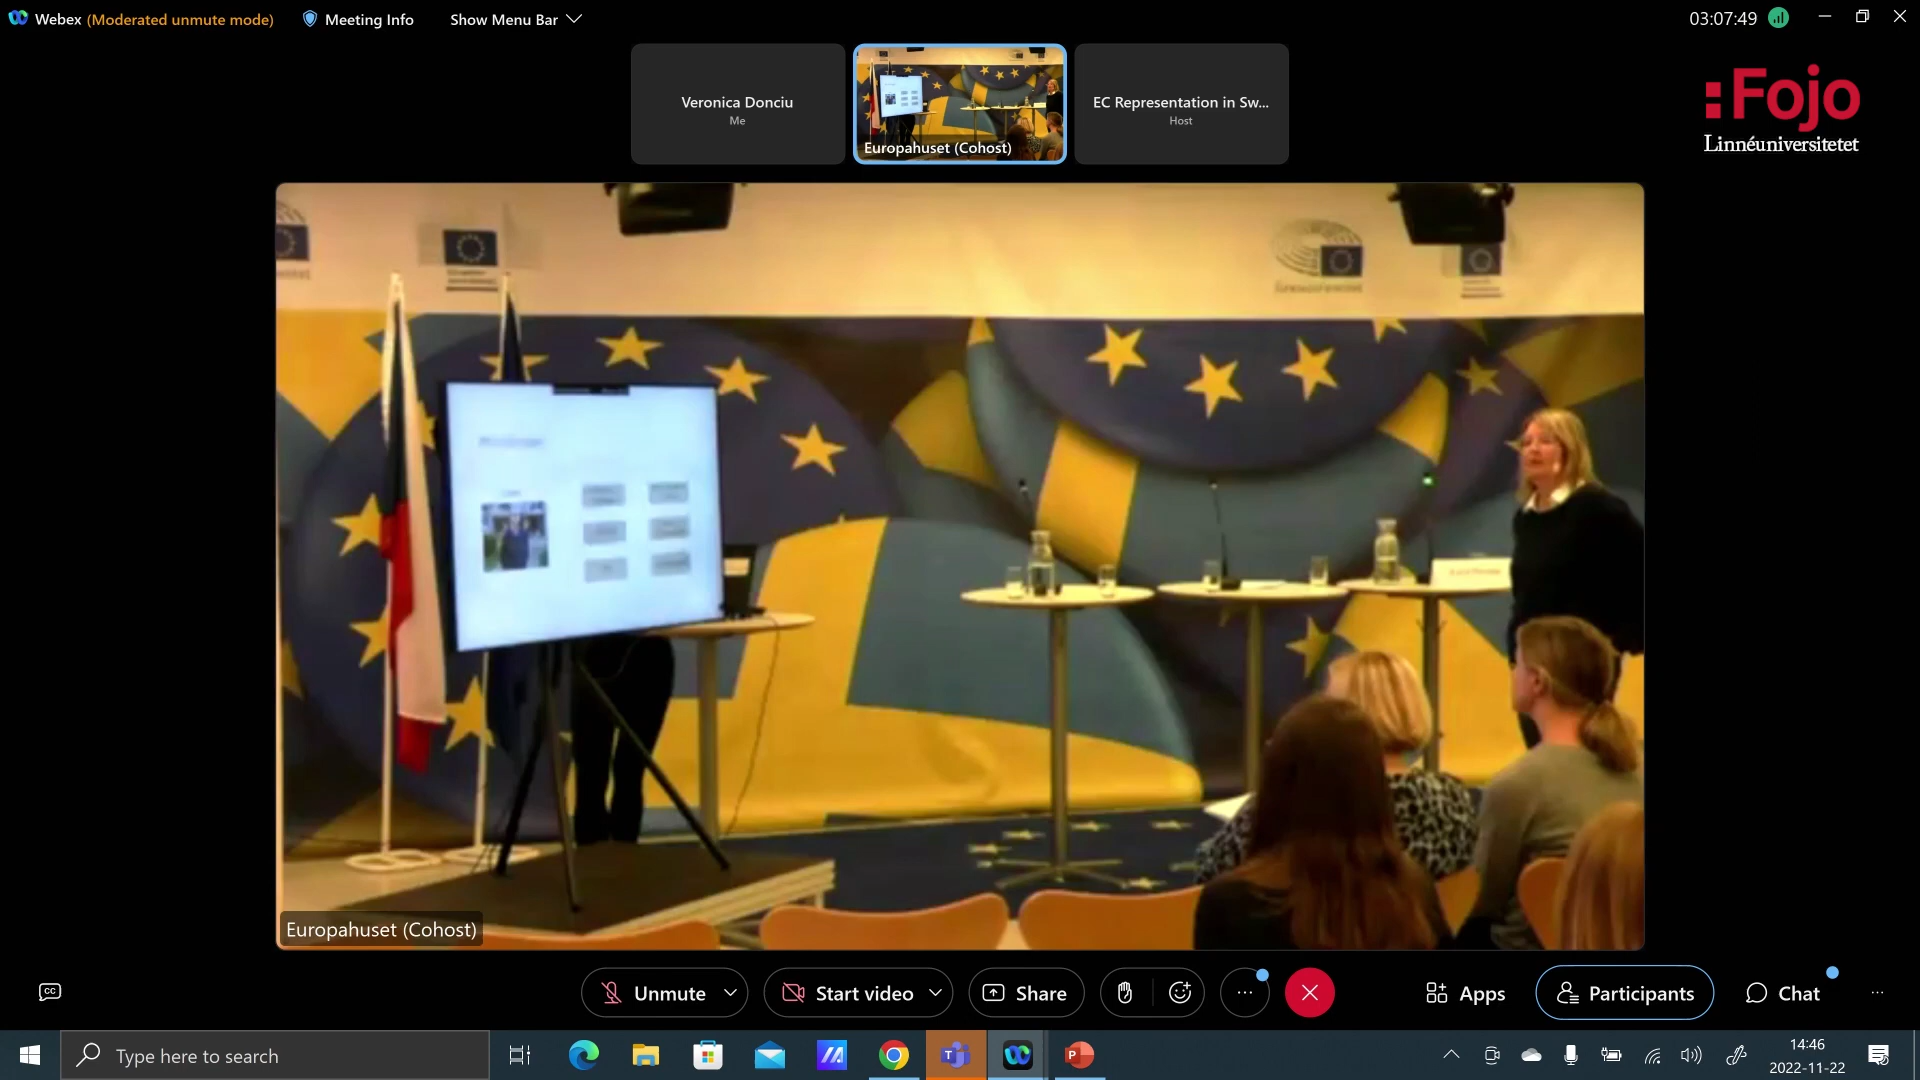 Webex (Moderated unmute mode)
Meeting Info
Show Menu Bar
03:07:49
Veronica Donciu
Me
Europahuset (Cohost)
EC Representation in Sw...
Host
:Fojo
Linnéuniversitetet
Europahuset (Cohost)
CC
Unmute
Start video
Share
Apps
Participants
Chat
Type here to search
14:46
2022-11-22